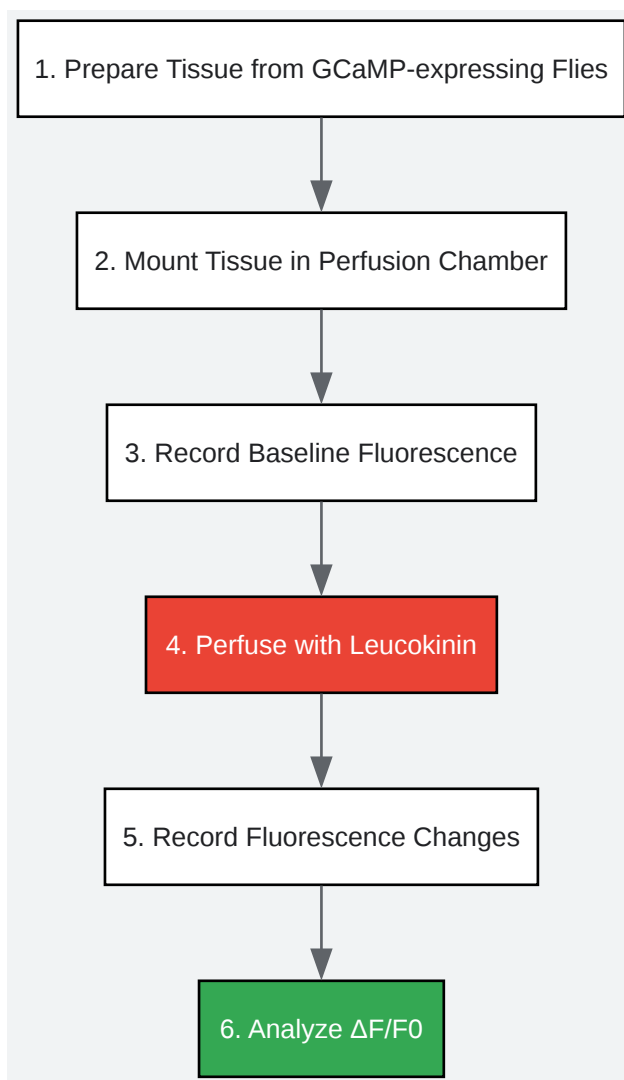 1. Prepare Tissue from GCaMP-expressing Flies
2. Mount Tissue in Perfusion Chamber
3. Record Baseline Fluorescence
4. Perfuse with Leucokinin
5. Record Fluorescence Changes
6. Analyze ΔF/F0